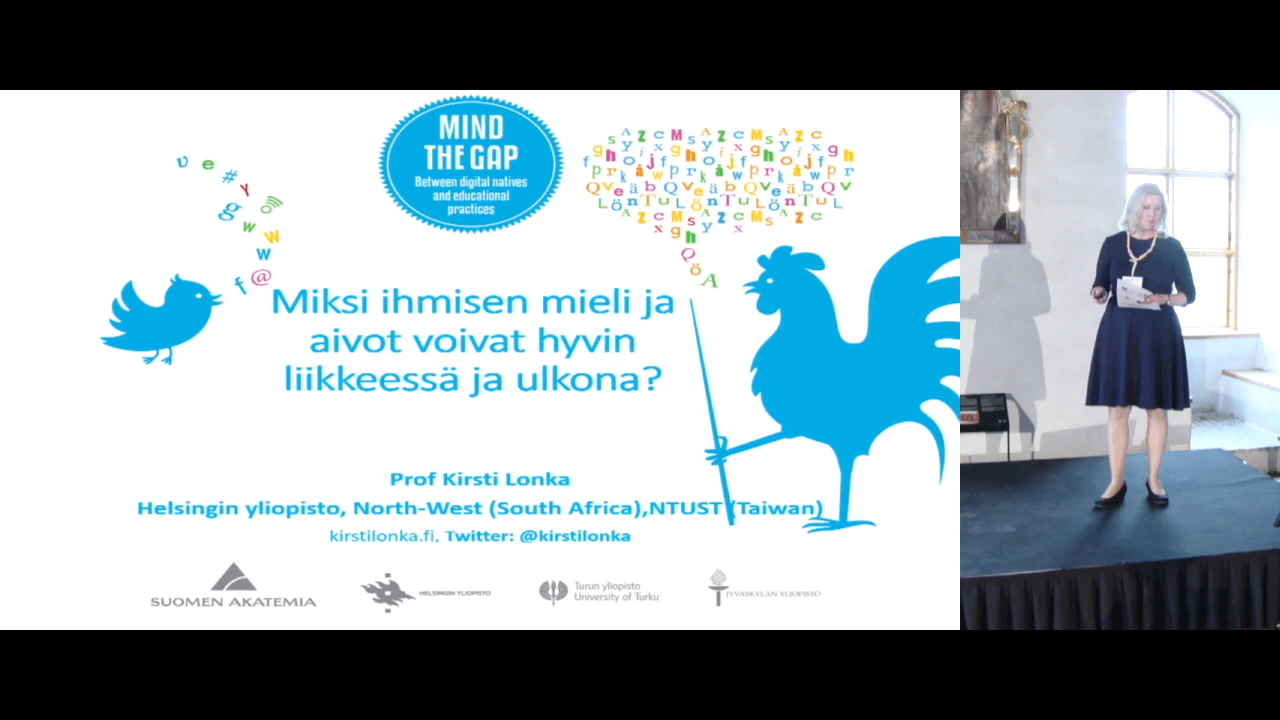 MIND
THE GAP
Between digital natives
and educational
practices
Miksi ihmisen mieli ja
aivot voivat hyvin
liikkeessä ja ulkona?
Prof Kirsti Lonka
Helsingin yliopisto, North-West (South Africa),NTUST (Taiwan)
kirstilonka.fi, Twitter: @kirstilonka
SUOMEN AKATEMIA
HELSINGIN YLIOPISTO
Turun yliopisto
University of Turku
JYVÄSKYLÄN YLIOPISTO